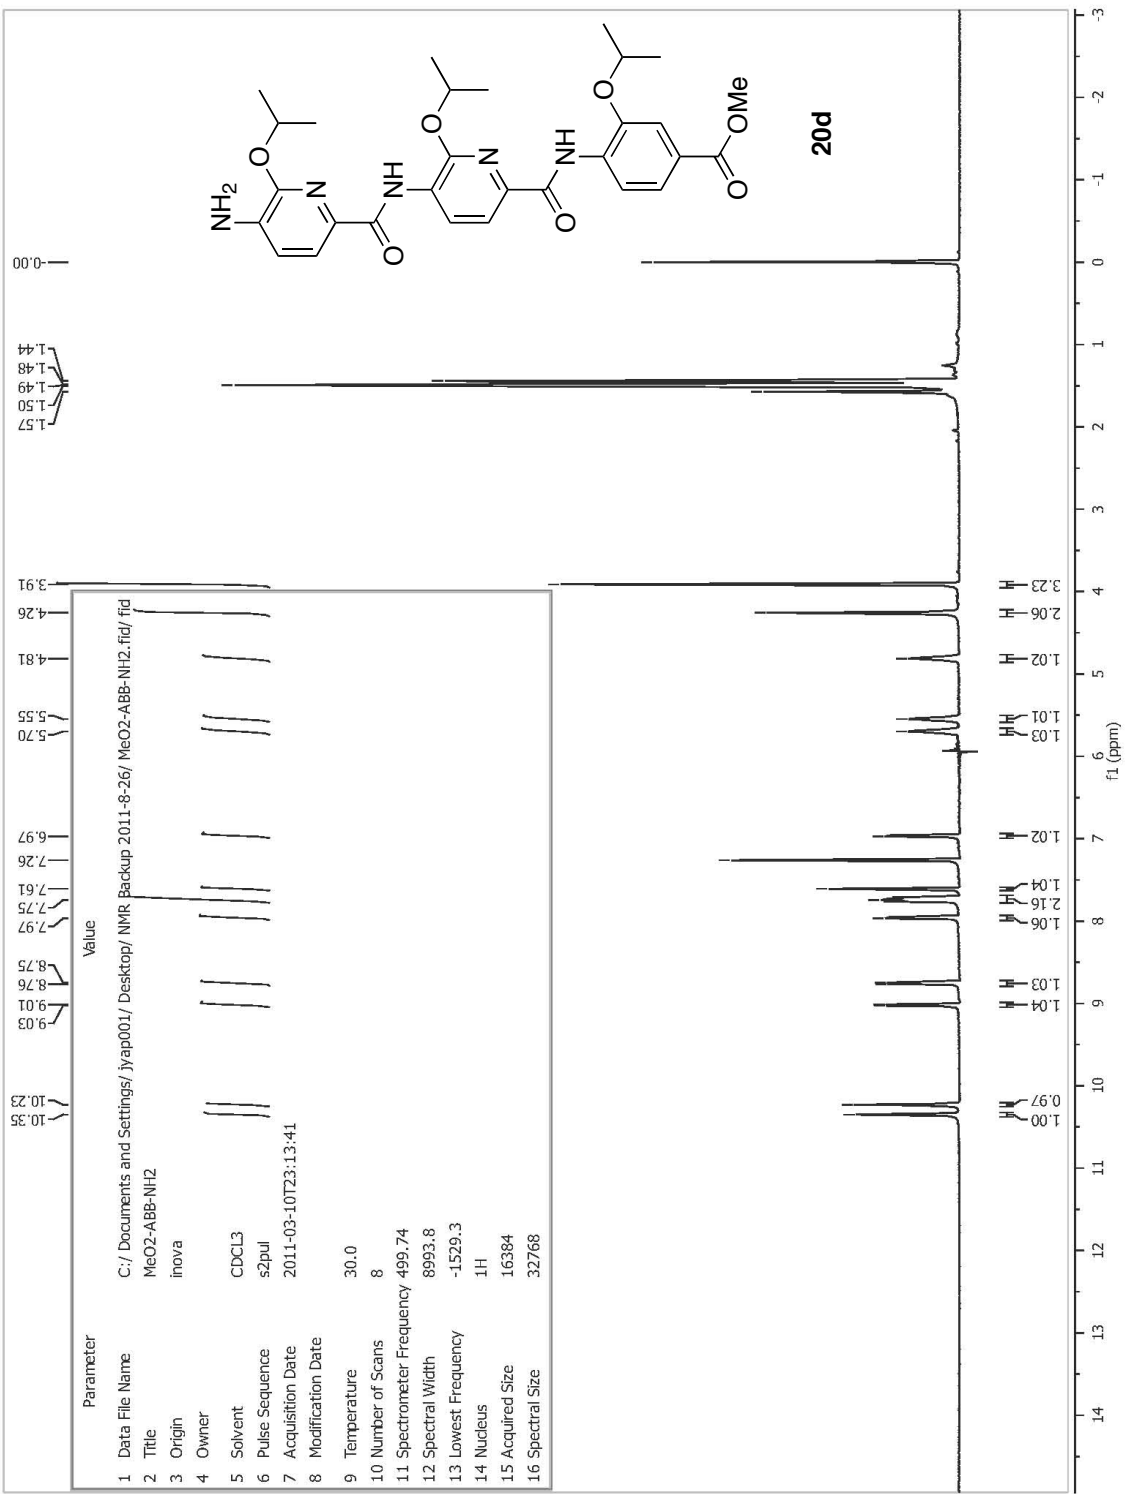 Parameter Value
1 Data File Name C:/ Documents and Settings/ jyap001/ Desktop/ NMR Backup 2011-8-26/ MeO2-ABB-NH2.fid/ fid
2 Title MeO2-ABB-NH2
3 Origin inova
4 Owner
5 Solvent CDCL3
6 Pulse Sequence s2pul
7 Acquisition Date 2011-03-10T23:13:41
8 Modification Date
9 Temperature 30.0
10 Number of Scans 8
11 Spectrometer Frequency 499.74
12 Spectral Width 8993.8
13 Lowest Frequency -1529.3
14 Nucleus 1H
15 Acquired Size 16384
16 Spectral Size 32768
10.35
10.23
9.03
9.01
8.76
8.75
7.97
7.75
7.61
7.26
6.97
5.70
5.55
4.81
4.26
3.91
1.57
1.50
1.49
1.48
1.44
-0.00
NH2
O
N
O
NH
O
N
O
NH
O
O
OMe
20d
1.00
0.97
1.04
1.03
1.06
2.16
1.04
1.02
1.03
1.01
1.02
2.06
3.23
14 13 12 11 10 9 8 7 6 5 4 3 2 1 0 -1 -2 -3
f1 (ppm)